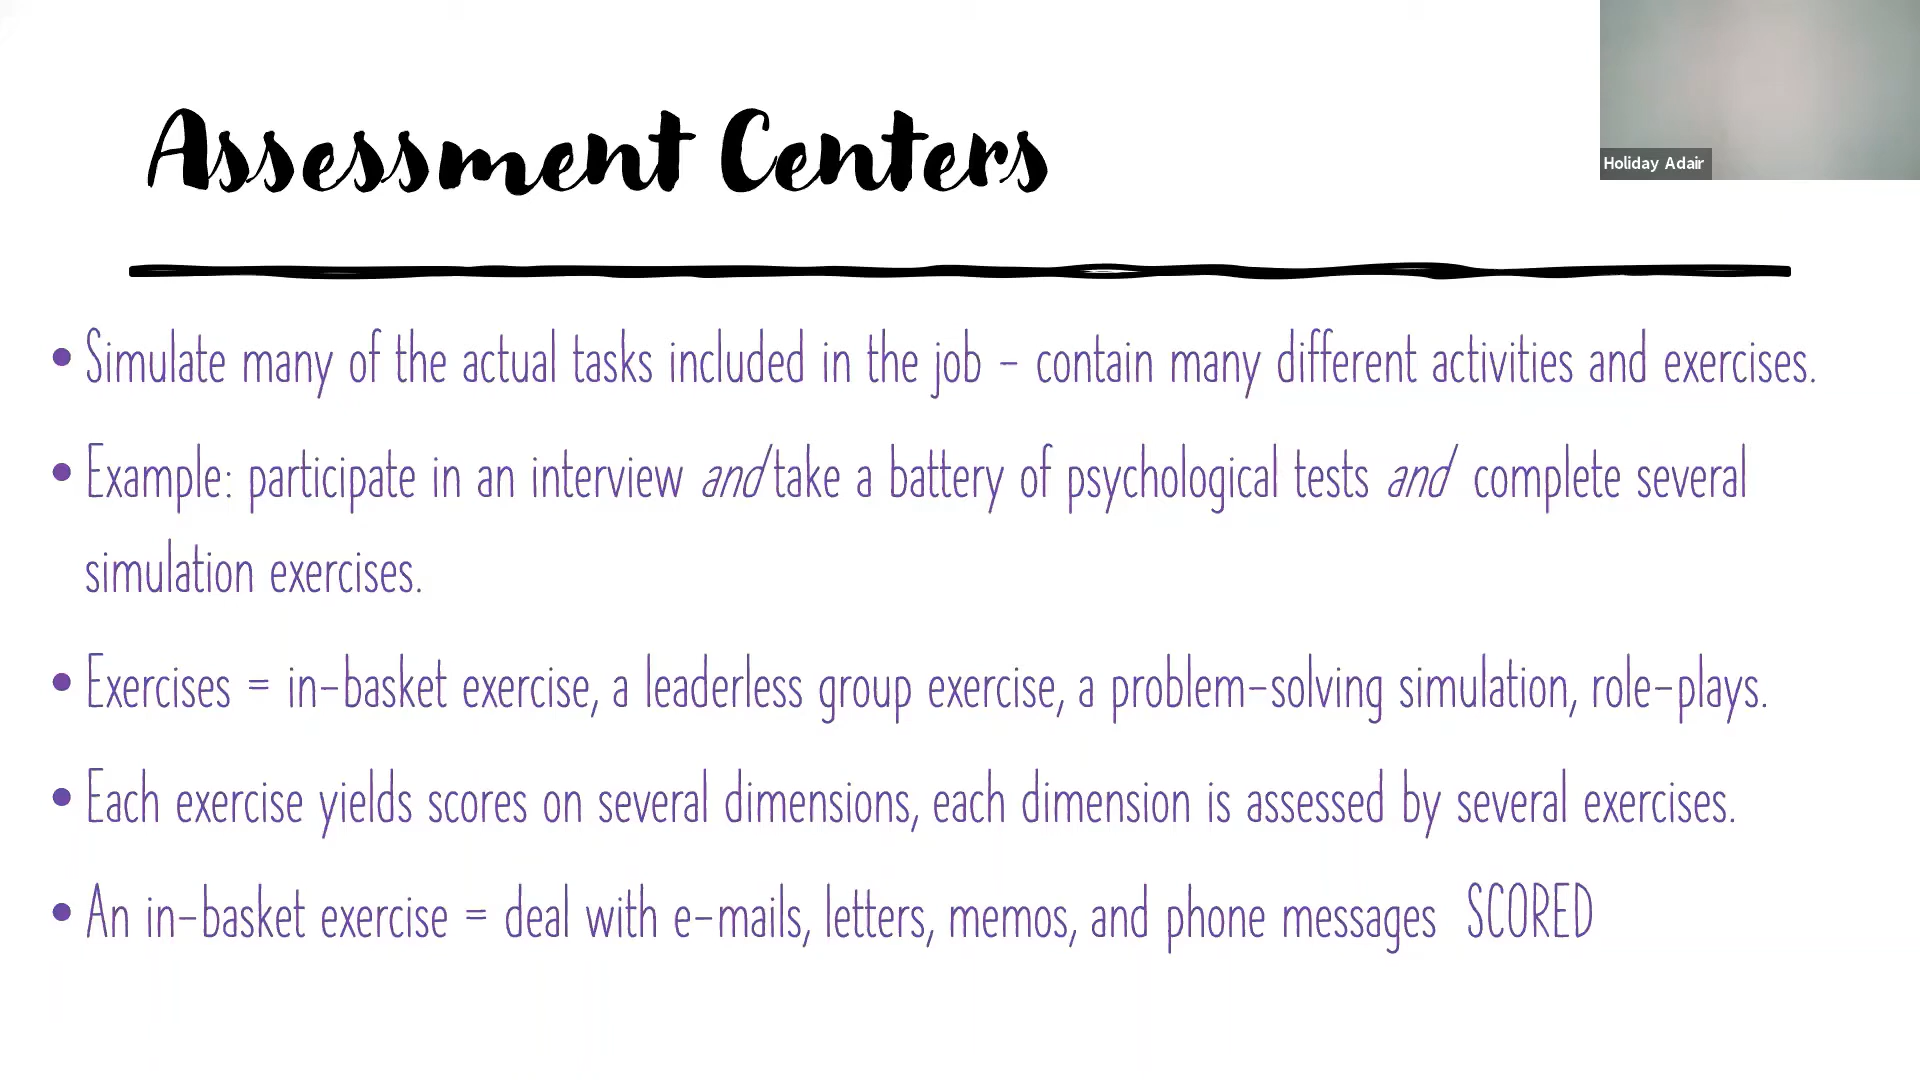 Assessment Centers
Holiday Adair
• Simulate many of the actual tasks included in the job – contain many different activities and exercises.
• Example: participate in an interview and take a battery of psychological tests and complete several
simulation exercises.
• Exercises = in-basket exercise, a leaderless group exercise, a problem-solving simulation, role-plays.
• Each exercise yields scores on several dimensions, each dimension is assessed by several exercises.
• An in-basket exercise = deal with e-mails, letters, memos, and phone messages SCORED